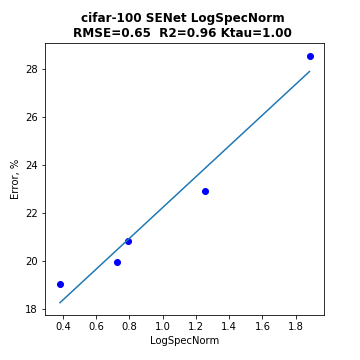 cifar-100 SENet LogSpecNorm
RMSE=0.65 R2=0.96 Ktau=1.00
Error, %
28
26
24
22
20
18
0.4 0.6 0.8 1.0 1.2 1.4 1.6 1.8
LogSpecNorm